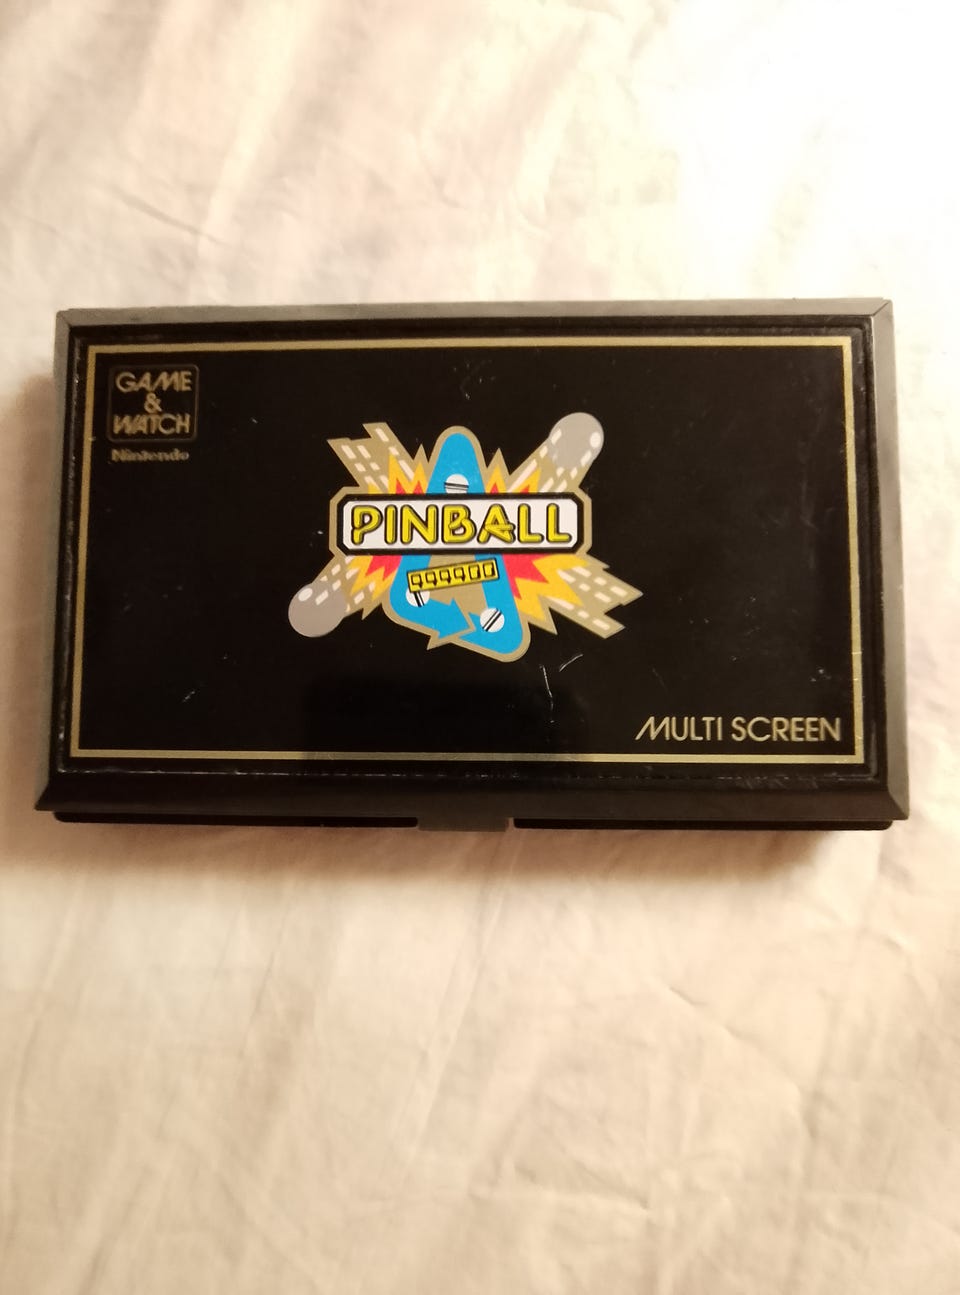 GAME
&
WATCH
Nintendo
PINBALL
MULTI SCREEN